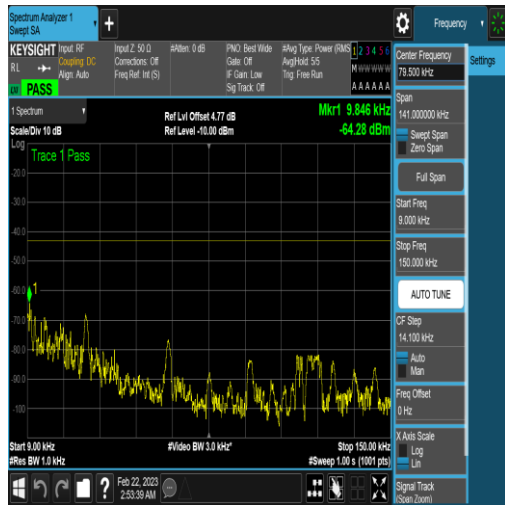 Spectrum Analyzer 1
Swept SA
+
Frequency
KEYSIGHT
RL
PASS
Input: RF
Coupling: DC
Align: Auto
Input Z: 50 Ω
Corrections: Off
Freq Ref: Int (S)
#Atten: 0 dB
PNO: Best Wide
Gate: Off
IF Gain: Low
Sig Track: Off
#Avg Type: Power (RMS
Avg|Hold: 5/5
Trig: Free Run
1 2 3 4 5 6
M W W W W W
A A A A A A
1 Spectrum
Scale/Div 10 dB
Ref Lvl Offset 4.77 dB
Ref Level -10.00 dBm
Mkr1 9.846 kHz
-64.28 dBm
Log
Trace 1 Pass
-20.0
-30.0
-40.0
-50.0
-60.0
-70.0
-80.0
-90.0
-100
1
Start 9.00 kHz
#Res BW 1.0 kHz
#Video BW 3.0 kHz*
Stop 150.00 kHz
#Sweep 1.00 s (1001 pts)
Center Frequency
79.500 kHz
Settings
Span
141.000000 kHz
Swept Span
Zero Span
Full Span
Start Freq
9.000 kHz
Stop Freq
150.000 kHz
AUTO TUNE
CF Step
14.100 kHz
Auto
Man
Freq Offset
0 Hz
X Axis Scale
Log
Lin
Signal Track
(Span Zoom)
?
Feb 22, 2023
2:53:39 AM